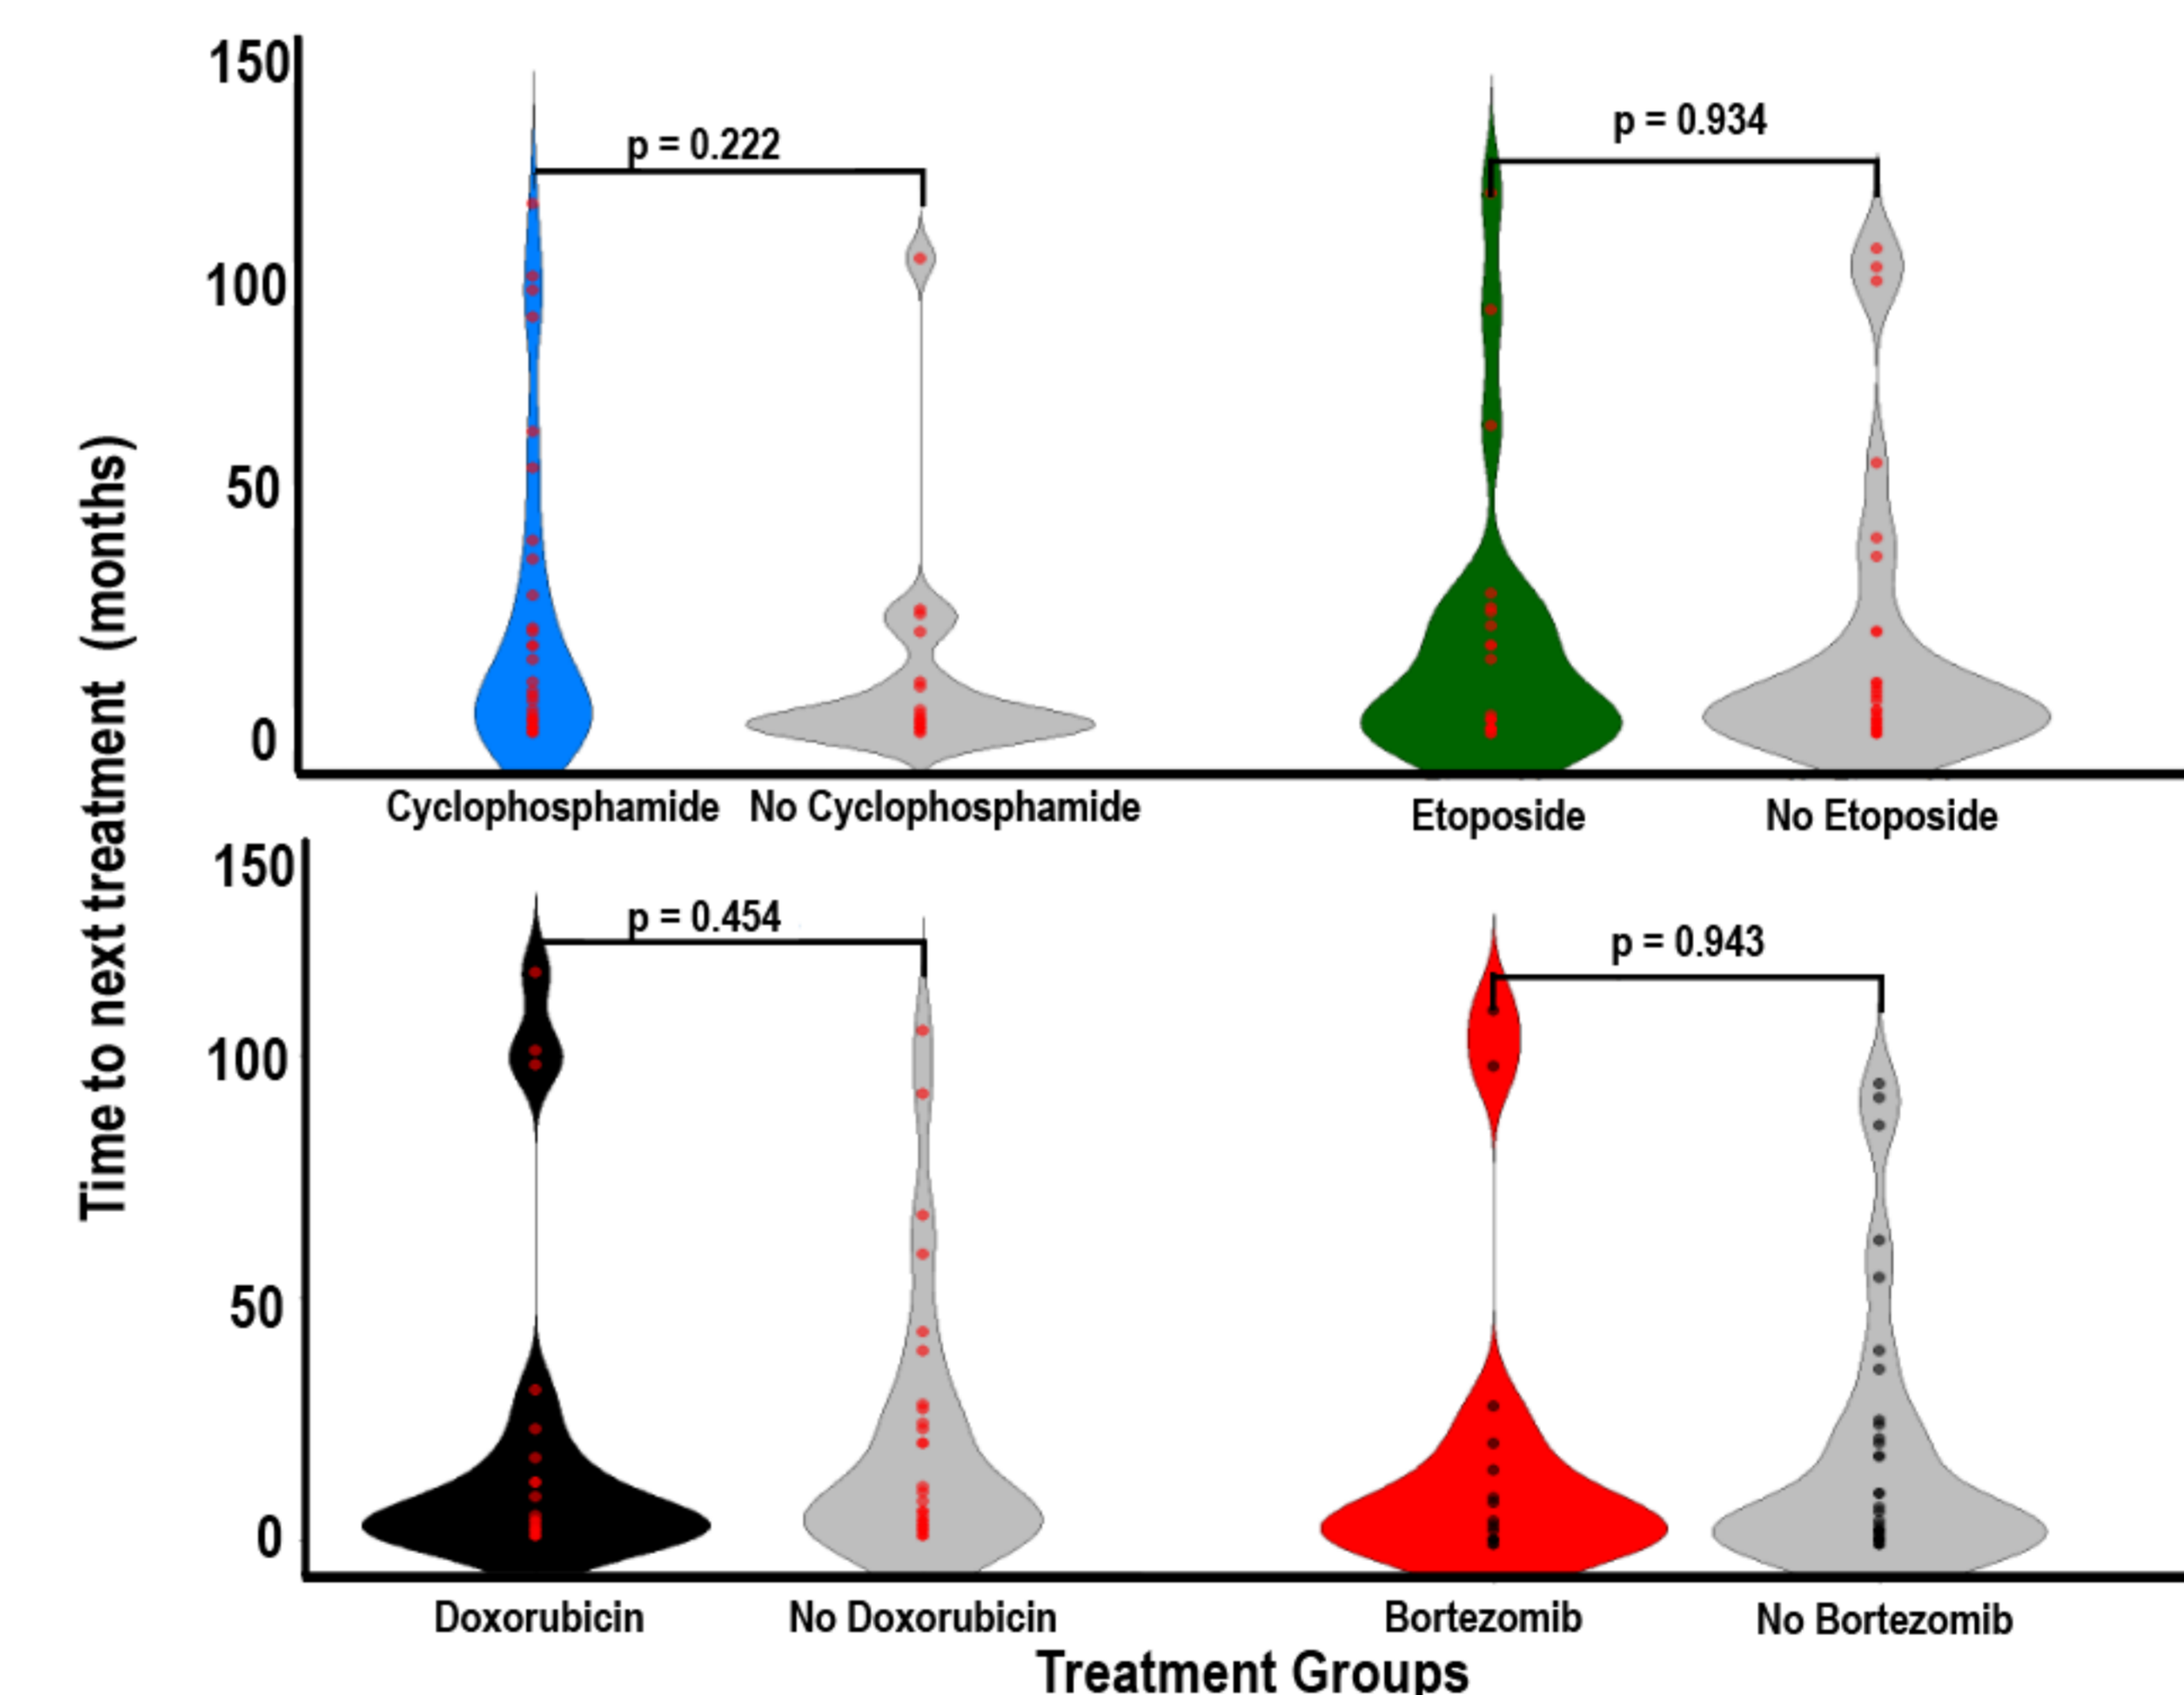 Time to next treatment (months)
150
100
50
0
p = 0.222
p = 0.934
Cyclophosphamide
No Cyclophosphamide
Etoposide
No Etoposide
150
100
50
0
p = 0.454
p = 0.943
Doxorubicin
No Doxorubicin
Bortezomib
No Bortezomib
Treatment Groups